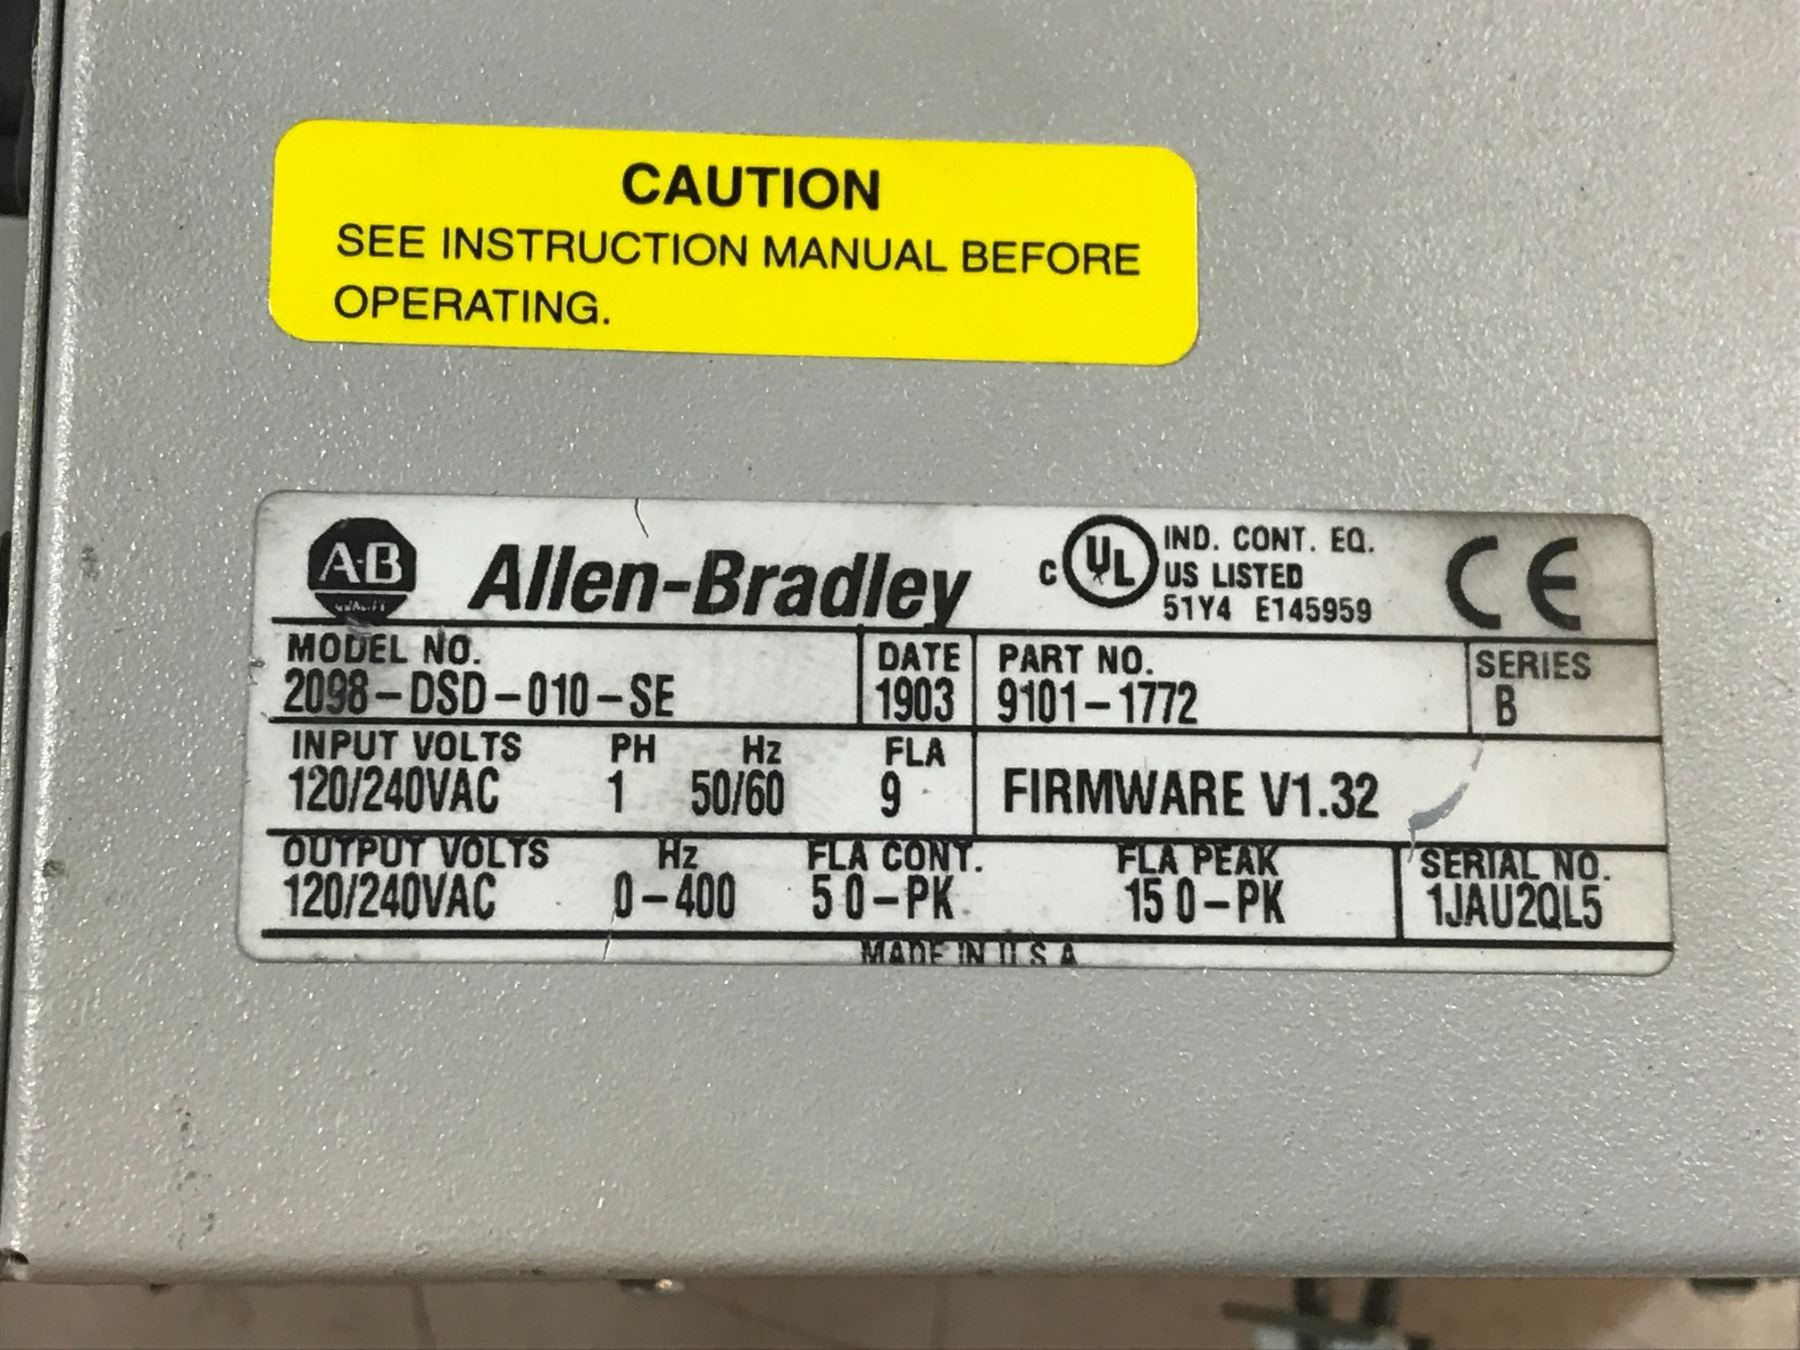 CAUTION
SEE INSTRUCTION MANUAL BEFORE
OPERATING.
A-B
QUALITY
Allen-Bradley
C UL
IND. CONT. EQ.
US LISTED
51Y4 E145959
CE
MODEL NO.
2098-DSD-010-SE
DATE
1903
PART NO.
9101-1772
SERIES
B
INPUT VOLTS PH Hz FLA
120/240VAC 1 50/60 9
FIRMWARE V1.32
OUTPUT VOLTS Hz FLA CONT. FLA PEAK
120/240VAC 0-400 5 0-PK 15 0-PK
SERIAL NO.
1JAU2QL5
MADE IN U.S.A